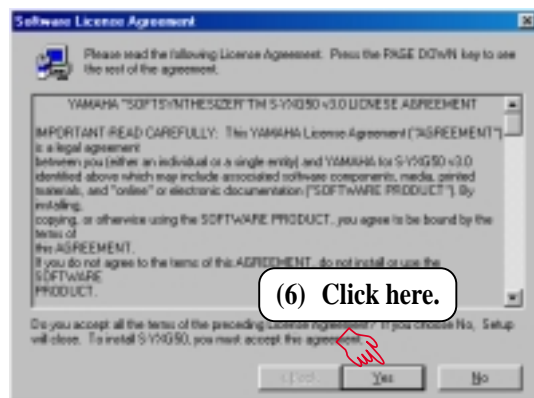 Software License Agreement
Please read the following License Agreement. Press the PAGE DOWN key to see
the rest of the agreement.
YAMAHA "SOFTSYNTHESIZER"TM S-YXG50 v3.0 LICNESE AGREEMENT
IMPORTANT-READ CAREFULLY: This YAMAHA License Agreement ("AGREEMENT")
is a legal agreement
between you (either an individual or a single entity) and YAMAHA for S-YXG50 v3.0
identified above which may include associated software components, media, printed
materials, and "online" or electronic documentation ("SOFTWARE PRODUCT"). By
installing,
copying, or otherwise using the SOFTWARE PRODUCT, you agree to be bound by the
terms of
this AGREEMENT.
If you do not agree to the terms of this AGREEMENT, do not install or use the
SOFTWARE
PRODUCT.
(6) Click here.
Do you accept all the terms of the preceding License Agreement? If you choose No, Setup
will close. To install S-YXG50, you must accept this agreement.
Yes
No